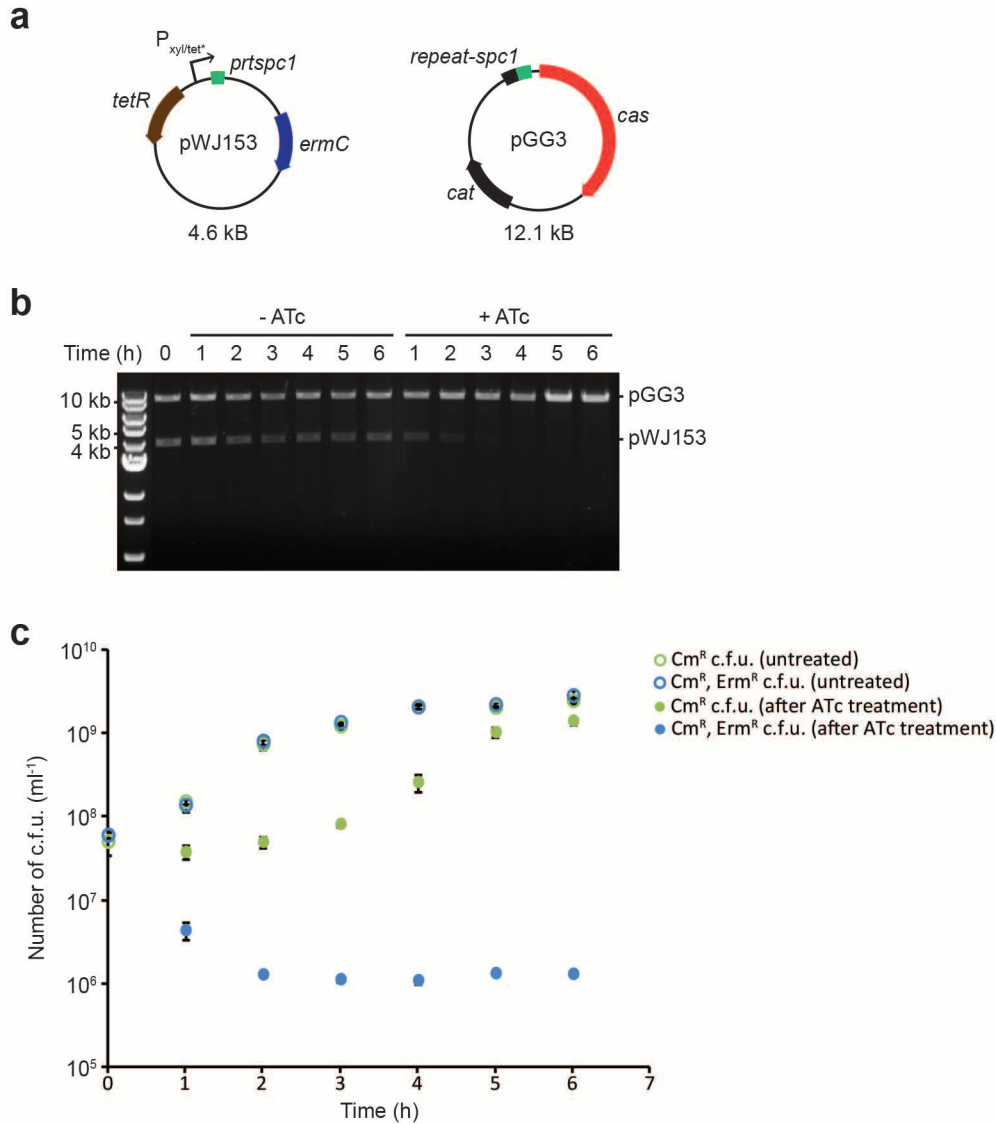 a
P xyl/tet*
prtspc1
tetR
pWJ153
ermC
4.6 kB
repeat-spc1
cas
pGG3
cat
12.1 kB
b
- ATc
+ ATc
Time (h) 0 1 2 3 4 5 6 1 2 3 4 5 6
10 kb
5 kb
4 kb
pGG3
pWJ153
c
Number of c.f.u. (ml⁻¹)
10¹⁰
10⁹
10⁸
10⁷
10⁶
10⁵
0 1 2 3 4 5 6 7
Time (h)
Cmᴿ c.f.u. (untreated)
Cmᴿ, Ermᴿ c.f.u. (untreated)
Cmᴿ c.f.u. (after ATc treatment)
Cmᴿ, Ermᴿ c.f.u. (after ATc treatment)